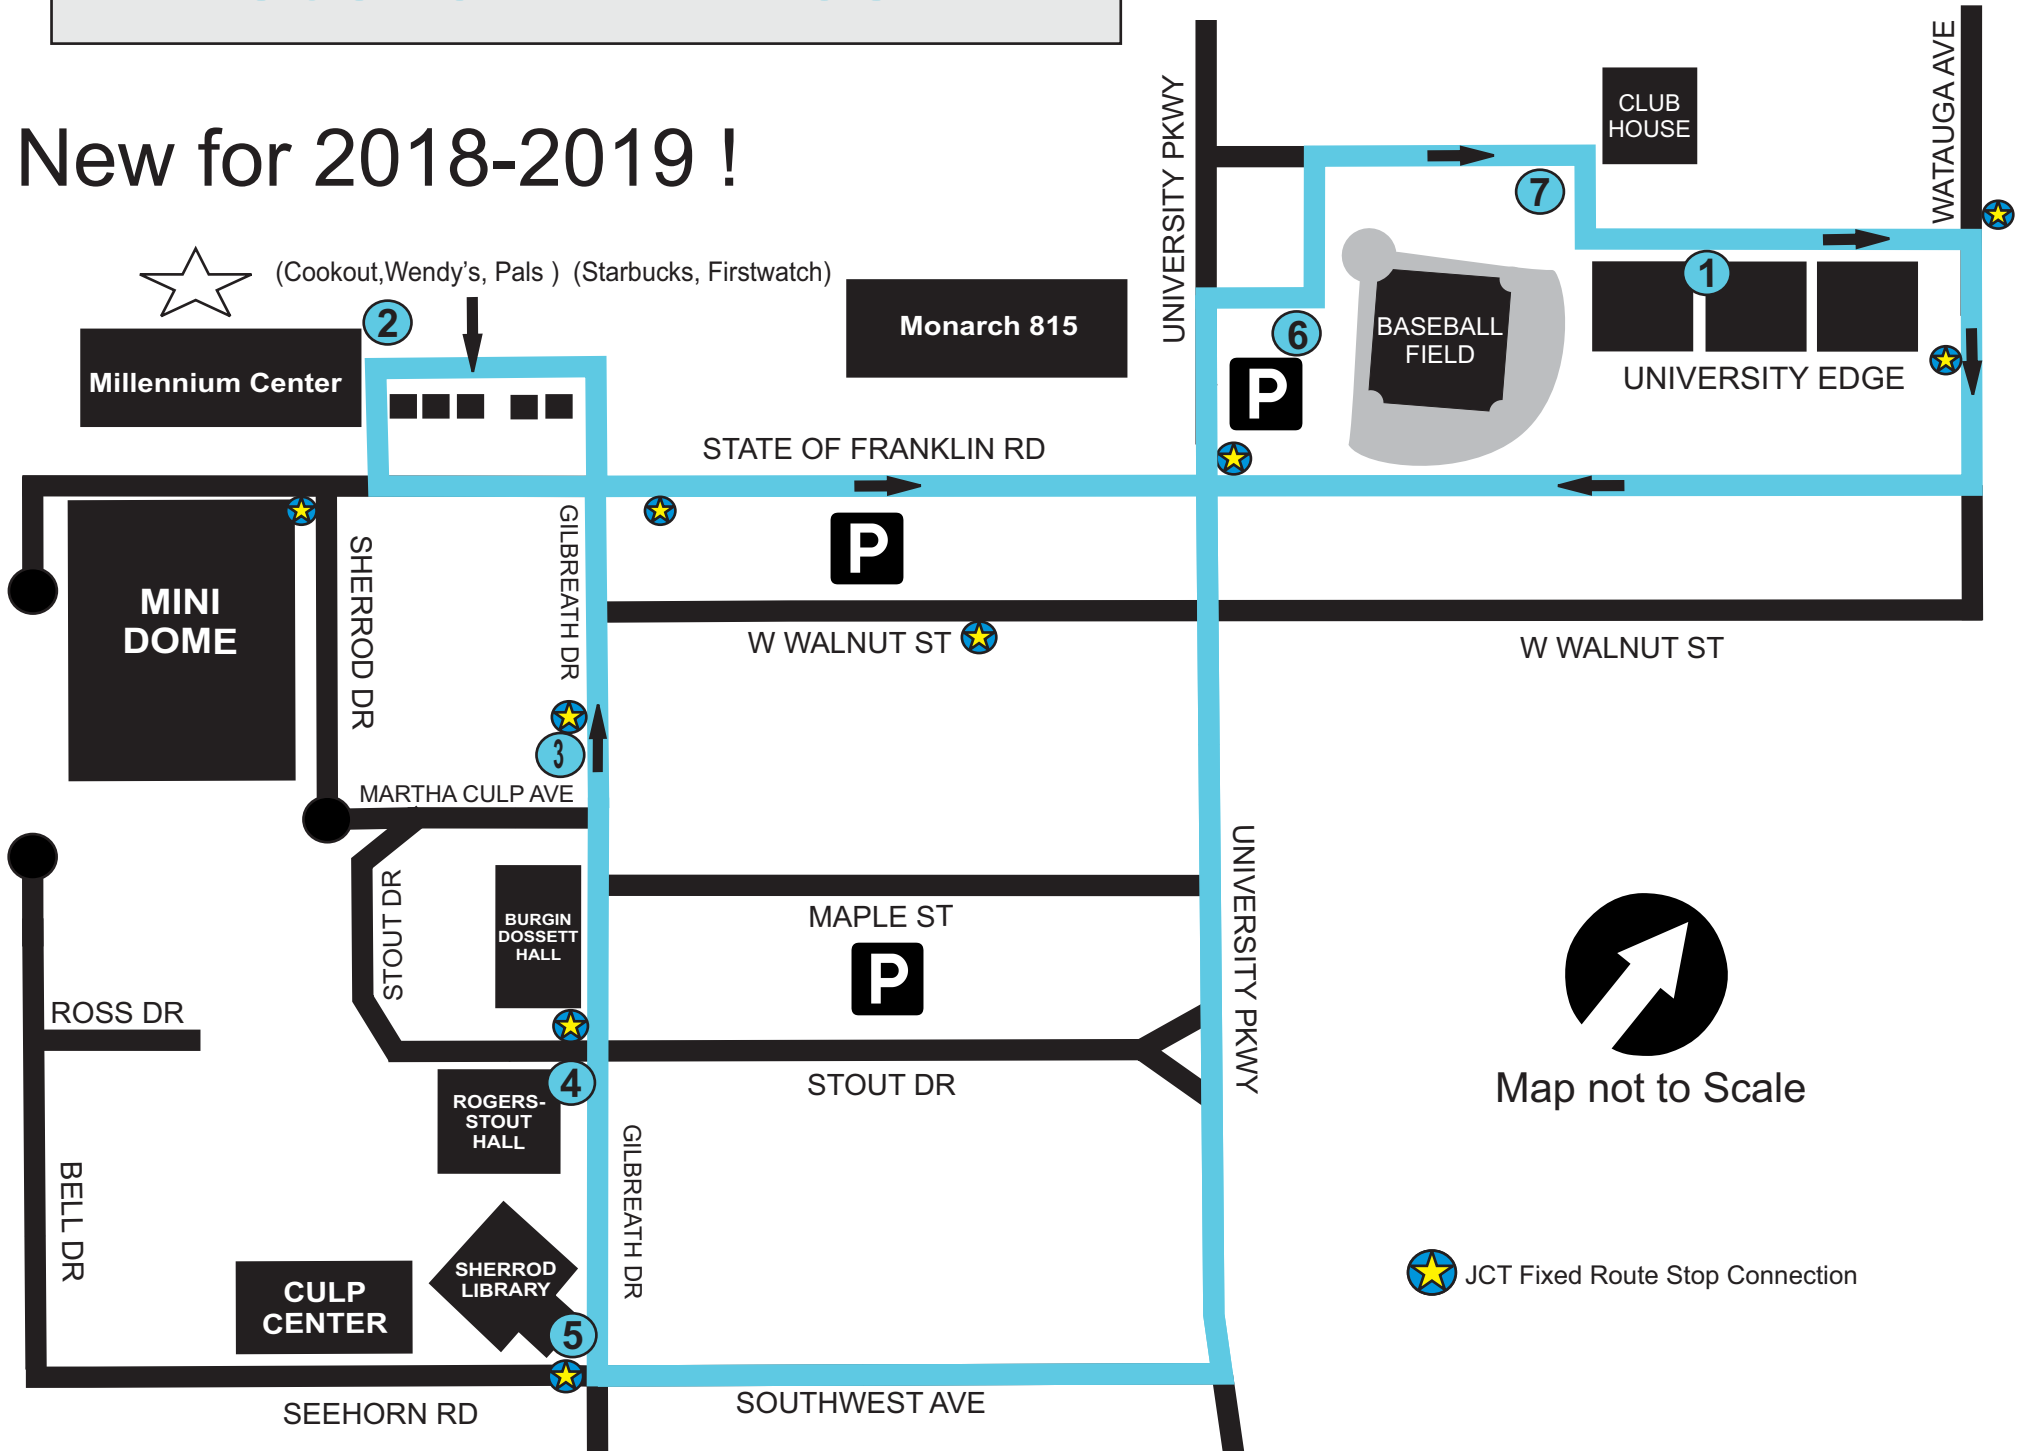 New for 2018-2019 !
UNIVERSITY PKWY
CLUB
HOUSE
WATAUGA AVE
7
(Cookout,Wendy's, Pals )
(Starbucks, Firstwatch)
1
2
Monarch 815
6
BASEBALL
FIELD
Millennium Center
P
UNIVERSITY EDGE
STATE OF FRANKLIN RD
GILBREATH DR
P
SHERROD DR
MINI
DOME
W WALNUT ST
W WALNUT ST
3
MARTHA CULP AVE
UNIVERSITY PKWY
STOUT DR
BURGIN
DOSSETT
HALL
MAPLE ST
P
ROSS DR
4
STOUT DR
Map not to Scale
ROGERS-
STOUT
HALL
GILBREATH DR
BELL DR
SHERROD
LIBRARY
JCT Fixed Route Stop Connection
CULP
CENTER
5
SOUTHWEST AVE
SEEHORN RD